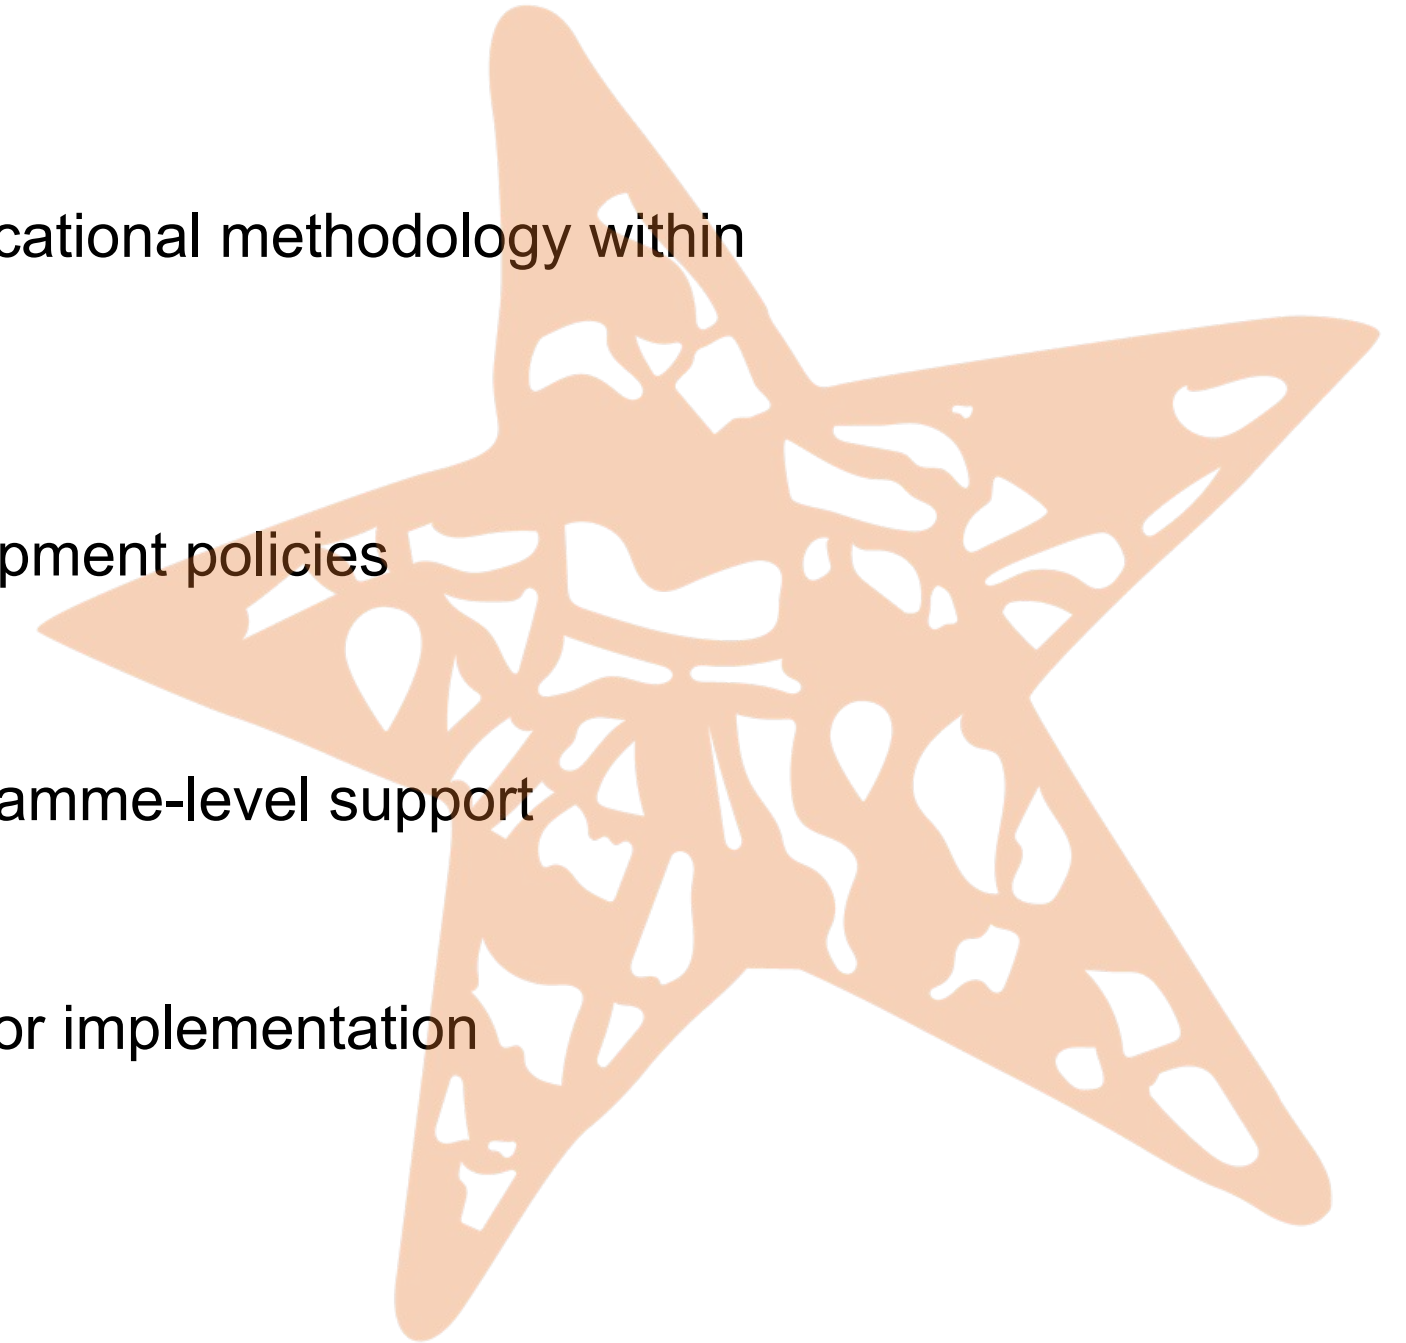 cational methodology within
pment policies
amme-level support
or implementation